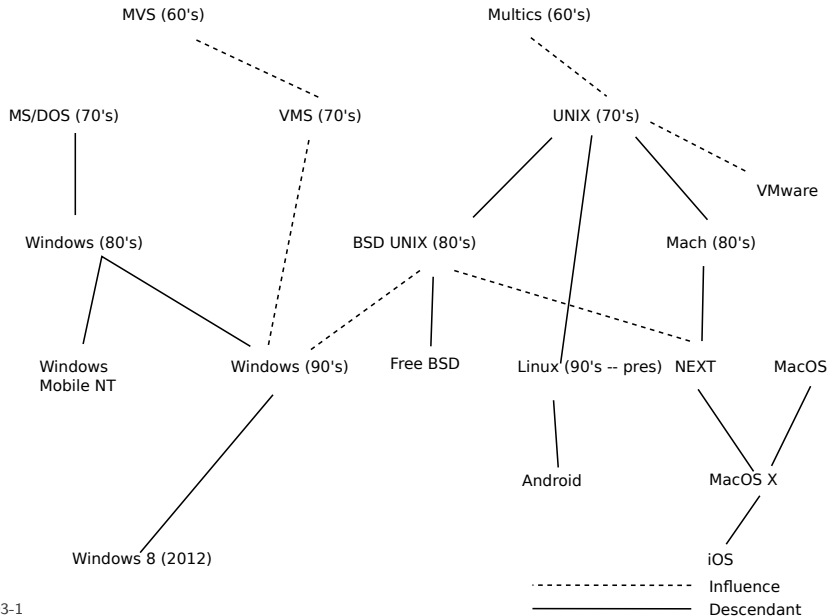 MVS (60's)
Multics (60's)
MS/DOS (70's)
VMS (70's)
UNIX (70's)
VMware
Windows (80's)
BSD UNIX (80's)
Mach (80's)
Windows
Mobile NT
Windows (90's)
Free BSD
Linux (90's -- pres)
NEXT
MacOS
Android
MacOS X
Windows 8 (2012)
iOS
Influence
Descendant
3-1